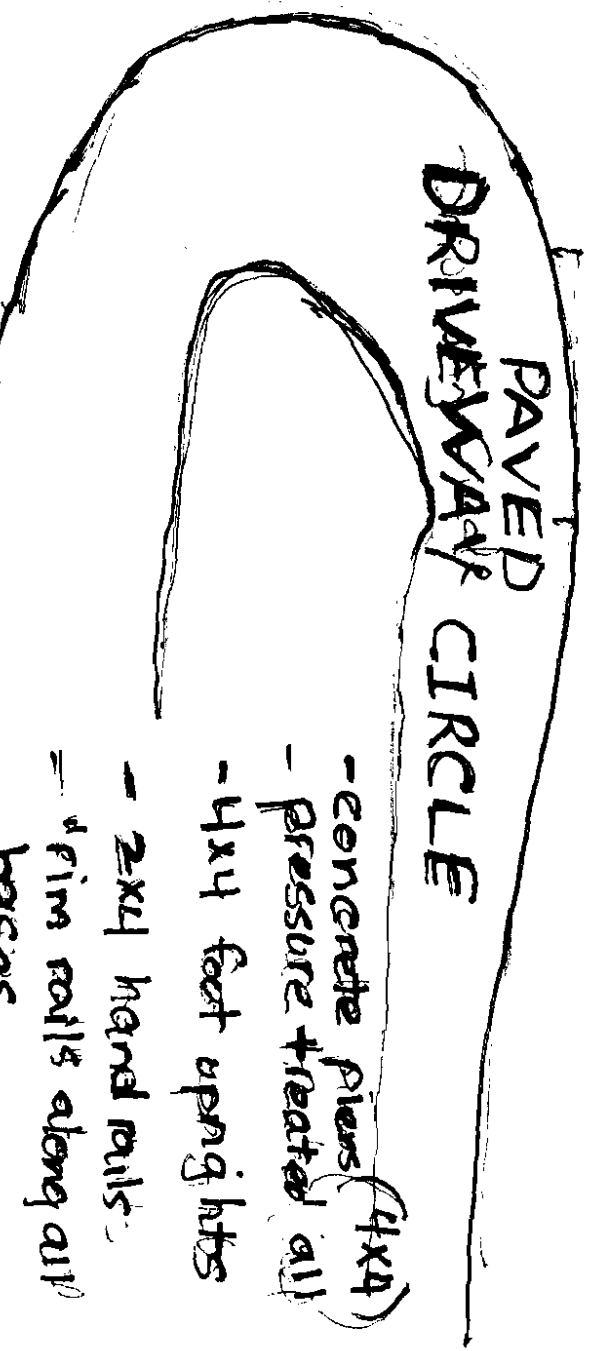 PAVED
DRIVEWAY CIRCLE
(4x4)
- concrete piers
- pressure treated all
- 4x4 foot uprights
- 2x4 hand rails
- "rim rails along all